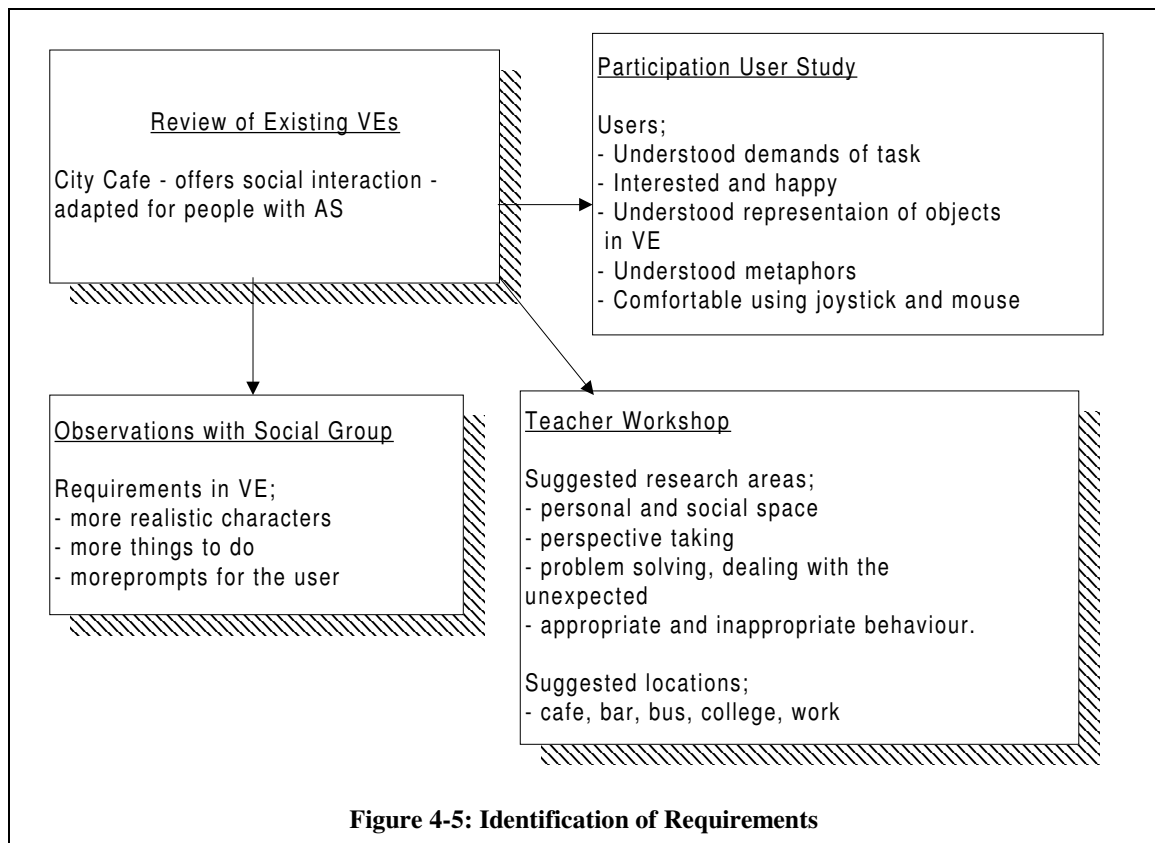 Review of Existing VEs
City Cafe - offers social interaction -
adapted for people with AS
Participation User Study
Users;
- Understood demands of task
- Interested and happy
- Understood representaion of objects
in VE
- Understood metaphors
- Comfortable using joystick and mouse
Observations with Social Group
Requirements in VE;
- more realistic characters
- more things to do
- moreprompts for the user
Teacher Workshop
Suggested research areas;
- personal and social space
- perspective taking
- problem solving, dealing with the
unexpected
- appropriate and inappropriate behaviour.
Suggested locations;
- cafe, bar, bus, college, work
Figure 4-5: Identification of Requirements